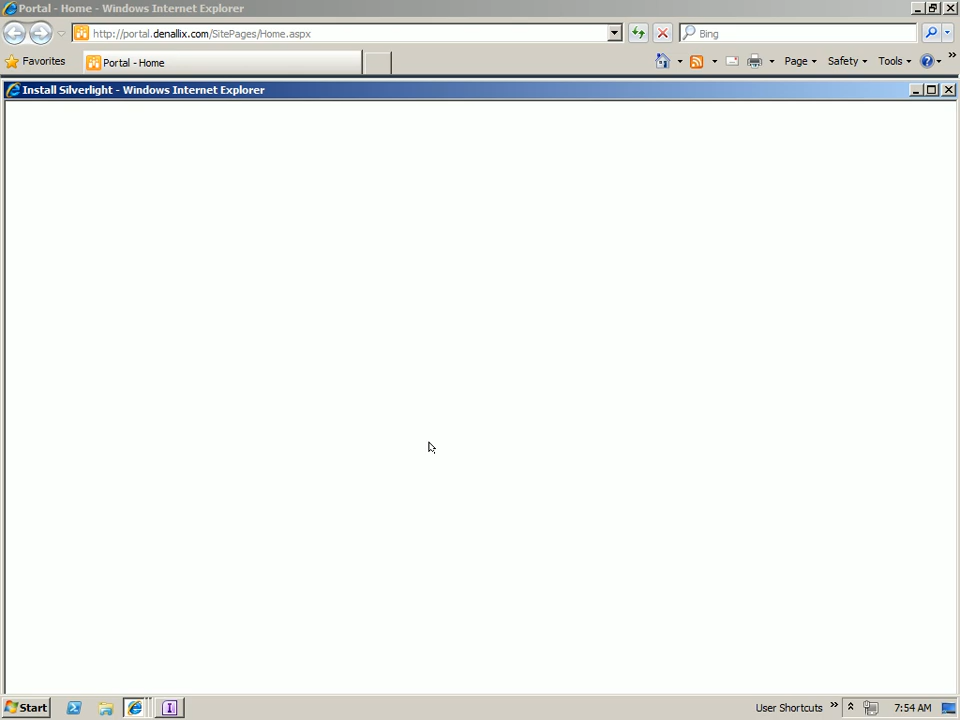 Portal - Home - Windows Internet Explorer
http://portal.denallix.com/SitePages/Home.aspx
Bing
Favorites
Portal - Home
Page
Safety
Tools
Install Silverlight - Windows Internet Explorer
Start
User Shortcuts
7:54 AM